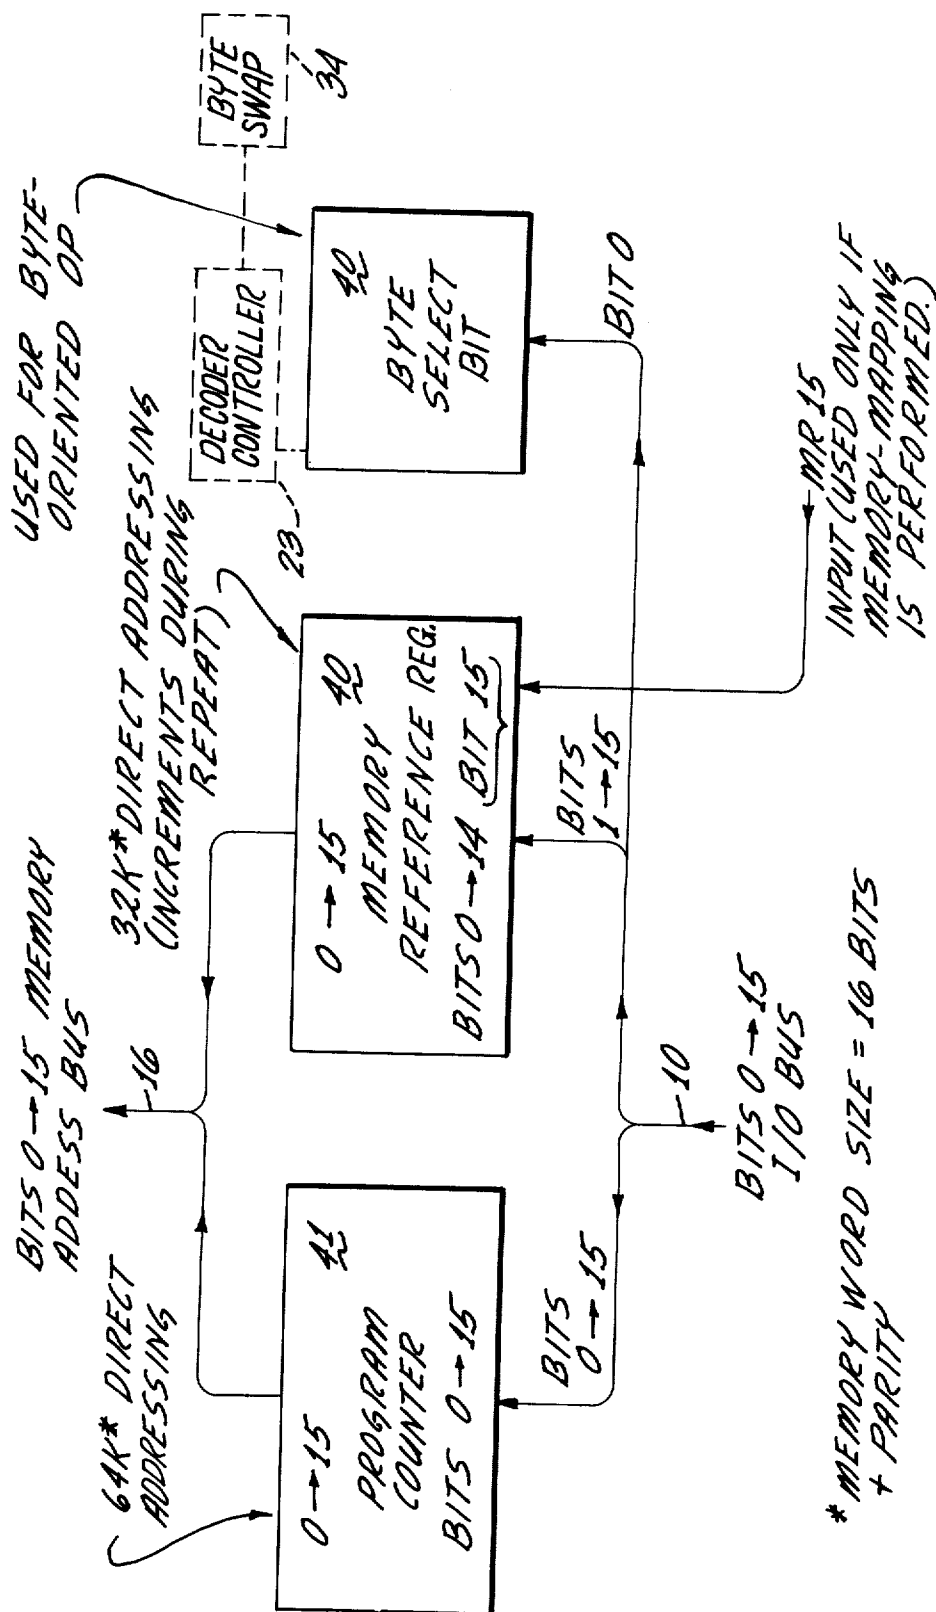 BITS 0→15 MEMORY
ADDESS BUS
16
64K* DIRECT
ADDRESSING
32K* DIRECT ADDRESSING
(INCREMENTS DURING
REPEAT)
USED FOR BYTE-
ORIENTED OP
0→15 41
PROGRAM
COUNTER
BITS 0→15
0→15 40
MEMORY
REFERENCE REG.
BITS 0→14 BIT 15
DECODER
CONTROLLER
23
BYTE
SWAP
34
40
BYTE
SELECT
BIT
BITS
0→15
BITS
1→15
BIT 0
10
BITS 0→15
I/O BUS
MR 15
INPUT (USED ONLY IF
MEMORY-MAPPING
IS PERFORMED.)
* MEMORY WORD SIZE = 16 BITS
+ PARITY